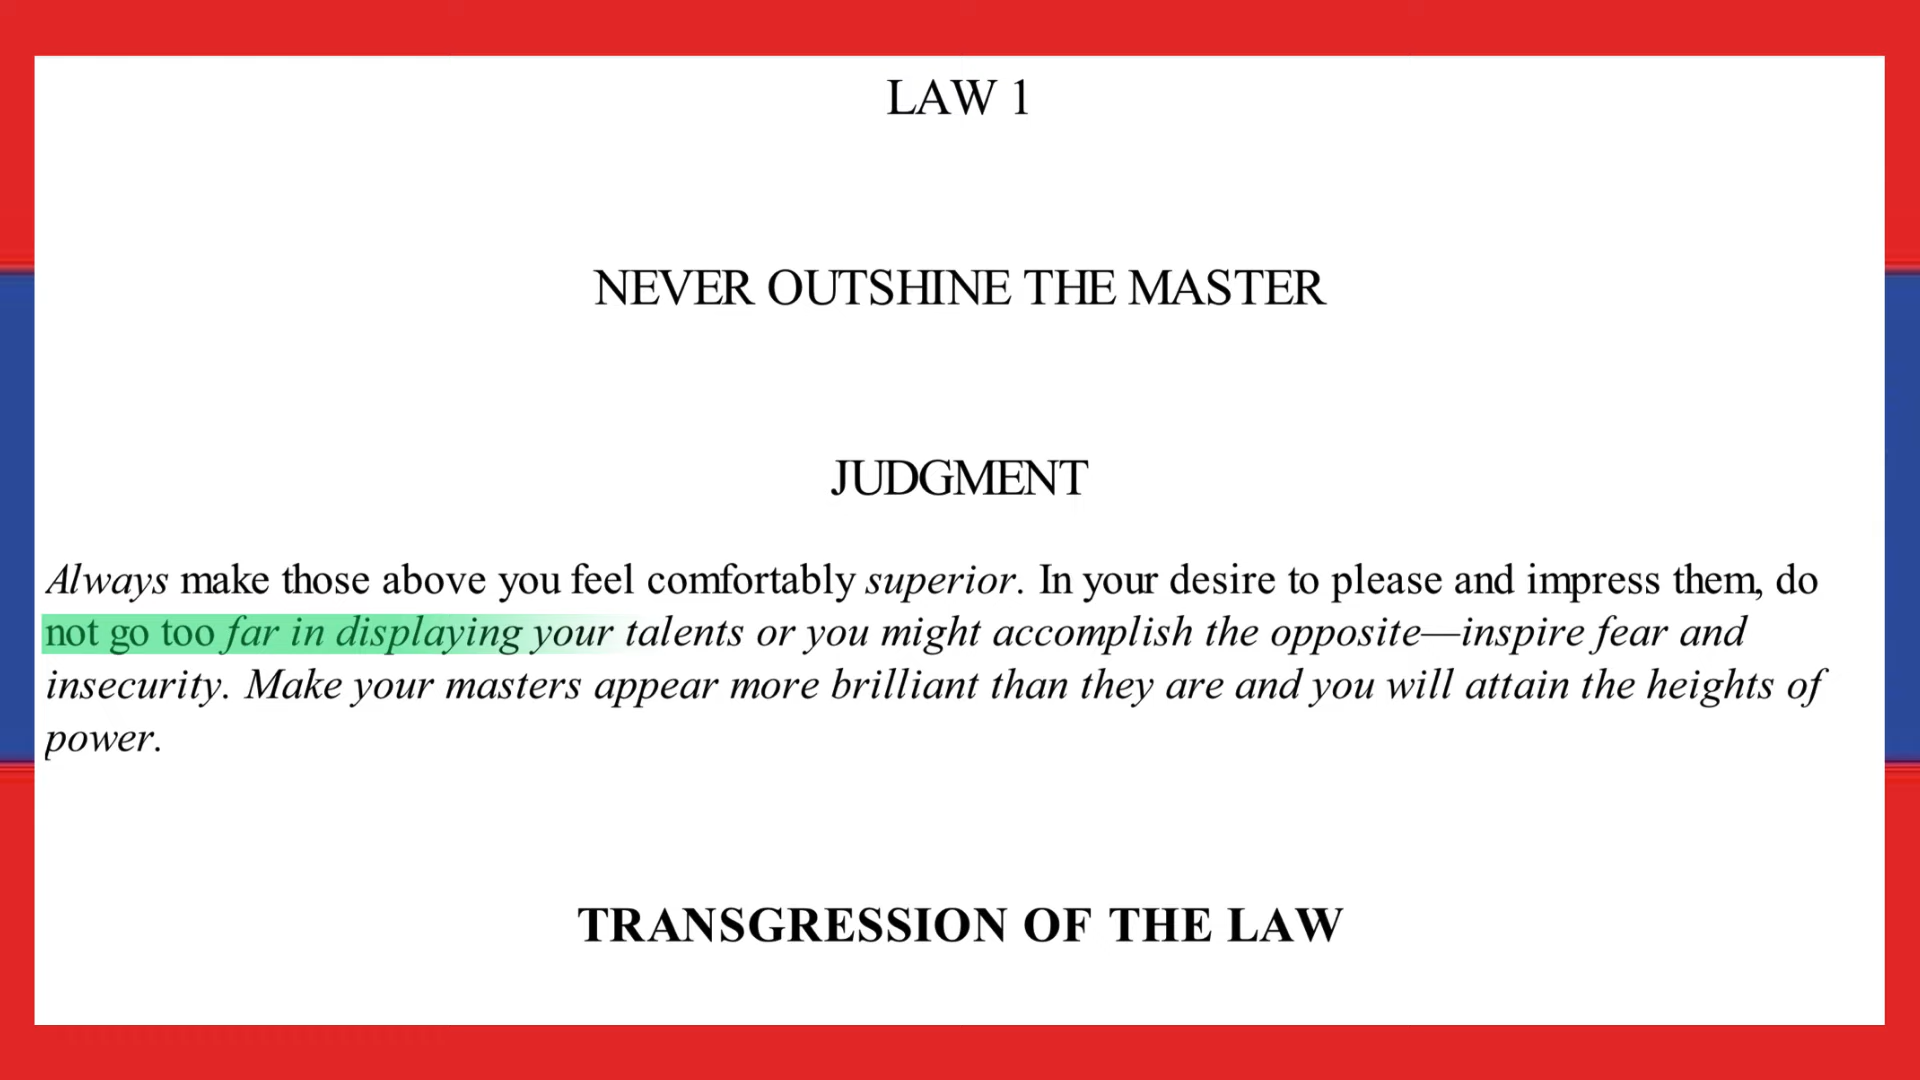 LAW 1
NEVER OUTSHINE THE MASTER
JUDGMENT
Always make those above you feel comfortably superior. In your desire to please and impress them, do
not go too far in displaying your talents or you might accomplish the opposite—inspire fear and
insecurity. Make your masters appear more brilliant than they are and you will attain the heights of
power.
TRANSGRESSION OF THE LAW